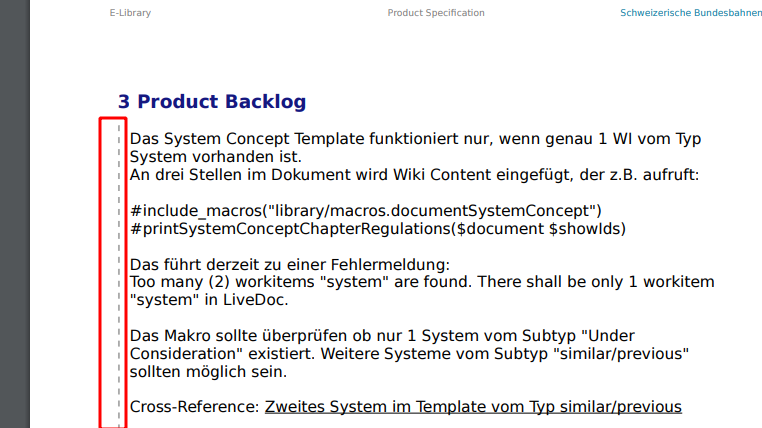 E-Library
Product Specification
Schweizerische Bundesbahnen
3 Product Backlog
Das System Concept Template funktioniert nur, wenn genau 1 WI vom Typ
System vorhanden ist.
An drei Stellen im Dokument wird Wiki Content eingefügt, der z.B. aufruft:
#include_macros("library/macros.documentSystemConcept")
#printSystemConceptChapterRegulations($document $showIds)
Das führt derzeit zu einer Fehlermeldung:
Too many (2) workitems "system" are found. There shall be only 1 workitem
"system" in LiveDoc.
Das Makro sollte überprüfen ob nur 1 System vom Subtyp "Under
Consideration" existiert. Weitere Systeme vom Subtyp "similar/previous"
sollten möglich sein.
Cross-Reference: Zweites System im Template vom Typ similar/previous